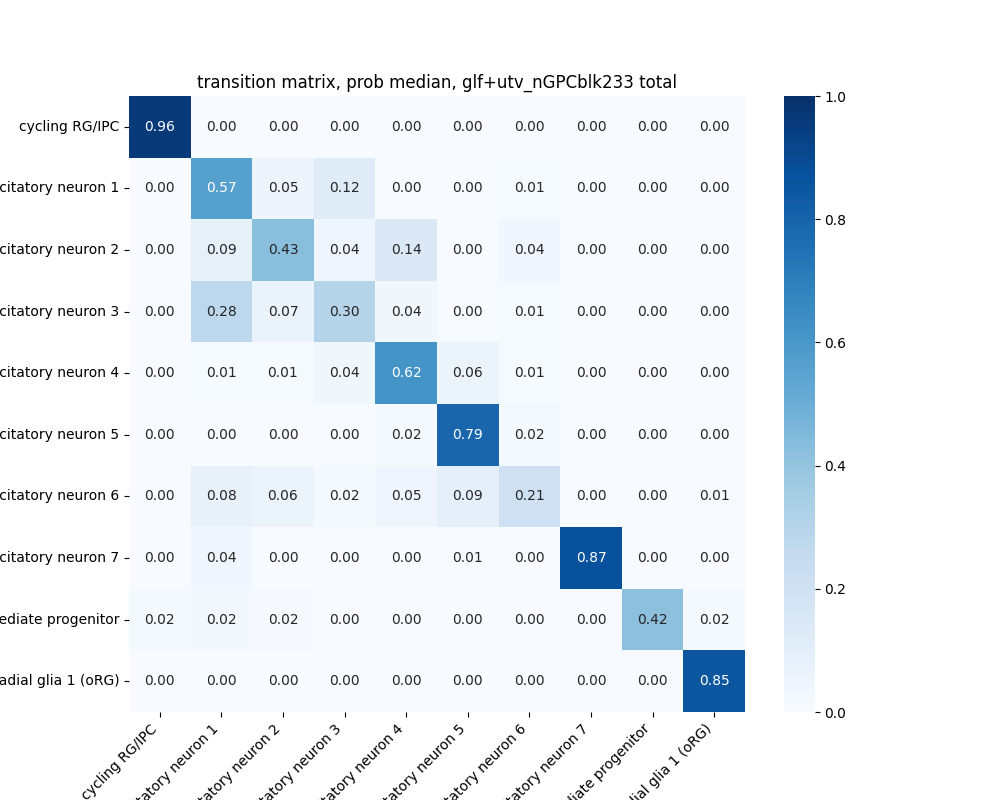 transition matrix, prob median, glf+utv_nGPCblk233 total
cycling RG/IPC 0.96 0.00 0.00 0.00 0.00 0.00 0.00 0.00 0.00 0.00
citatory neuron 1 0.00 0.57 0.05 0.12 0.00 0.00 0.01 0.00 0.00 0.00
citatory neuron 2 0.00 0.09 0.43 0.04 0.14 0.00 0.04 0.00 0.00 0.00
citatory neuron 3 0.00 0.28 0.07 0.30 0.04 0.00 0.01 0.00 0.00 0.00
citatory neuron 4 0.00 0.01 0.01 0.04 0.62 0.06 0.01 0.00 0.00 0.00
citatory neuron 5 0.00 0.00 0.00 0.00 0.02 0.79 0.02 0.00 0.00 0.00
citatory neuron 6 0.00 0.08 0.06 0.02 0.05 0.09 0.21 0.00 0.00 0.01
citatory neuron 7 0.00 0.04 0.00 0.00 0.00 0.01 0.00 0.87 0.00 0.00
ediate progenitor 0.02 0.02 0.02 0.00 0.00 0.00 0.00 0.00 0.42 0.02
adial glia 1 (oRG) 0.00 0.00 0.00 0.00 0.00 0.00 0.00 0.00 0.00 0.85
cycling RG/IPC
tatory neuron 1
tatory neuron 2
tatory neuron 3
tatory neuron 4
tatory neuron 5
tatory neuron 6
tatory neuron 7
diate progenitor
dial glia 1 (oRG)
1.0
0.8
0.6
0.4
0.2
0.0